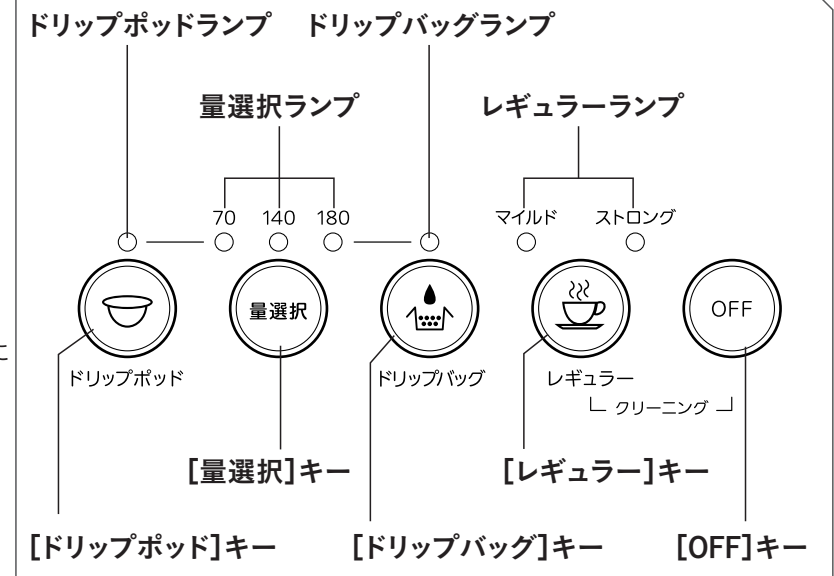 ドリップポッドランプ ドリップバッグランプ
量選択ランプ レギュラーランプ
70 140 180 マイルド ストロング
量選択 OFF
に
ドリップポッド ドリップバッグ レギュラー
クリーニング
[量選択]キー [レギュラー]キー
[ドリップポッド]キー [ドリップバッグ]キー [OFF]キー